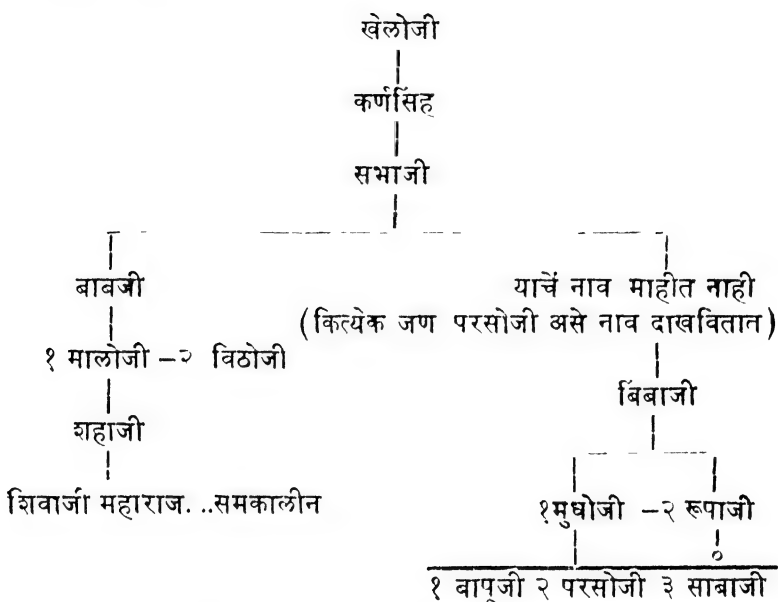 खेलोजी
कर्णसिंह
सभाजी
बाबजी
याचें नाव माहीत नाही
(कित्येक जण परसोजी असे नाव दाखवितात)
१ मालोजी –२ विठोजी
बिंबाजी
शहाजी
शिवाजी महाराज. ..समकालीन
१मुधोजी –२ रूपाजी
०
१ बापूजी २ परसोजी ३ साबाजी